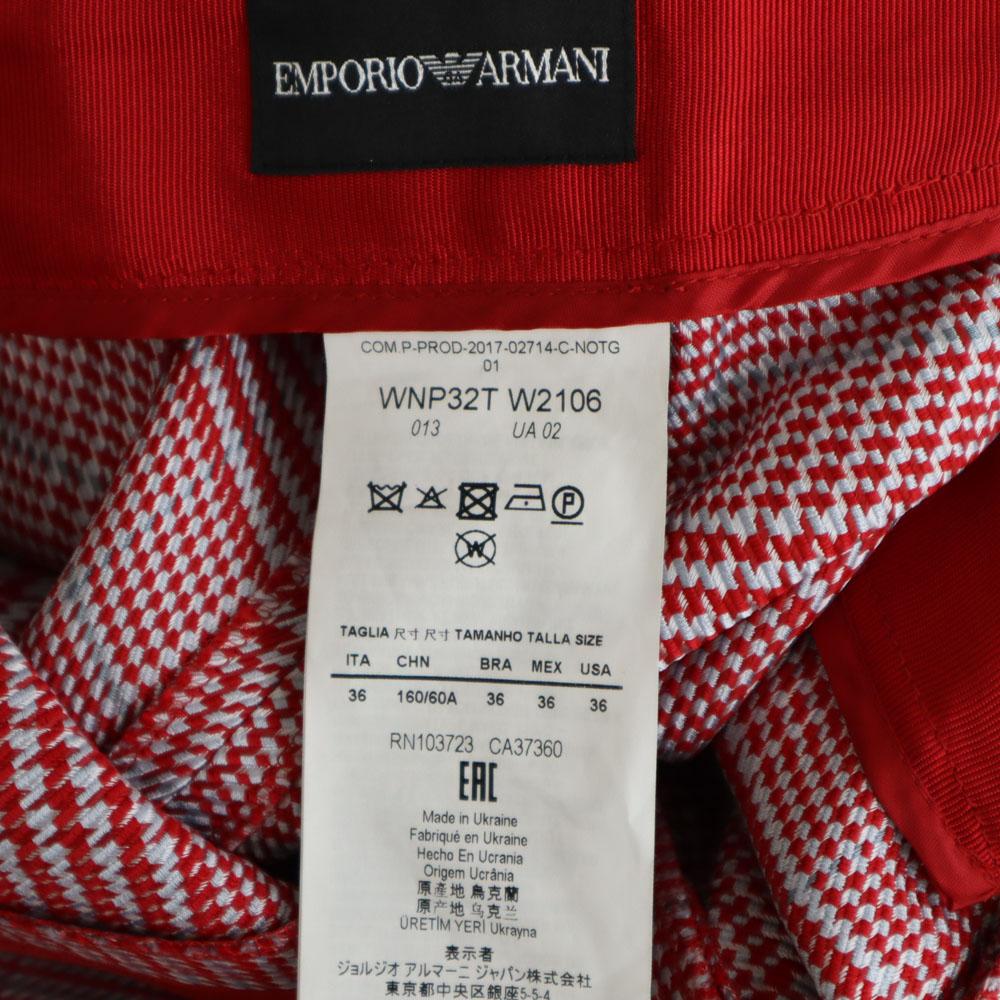 EMPORIO ARMANI
COM.P-PROD-2017-02714-C-NOTG
01
WNP32T W2106
013 UA 02
P
W
TAGLIA 尺寸 尺寸 TAMANHO TALLA SIZE
ITA CHN BRA MEX USA
36 160/60A 36 36 36
RN103723 CA37360
EAC
Made in Ukraine
Fabriqué en Ukraine
Hecho En Ucrania
Origem Ucrânia
原產地 烏克蘭
原产地 乌克兰
ÜRETİM YERİ Ukrayna
表示者
ジョルジオ アルマーニ ジャパン株式会社
東京都中央区銀座5-5-4